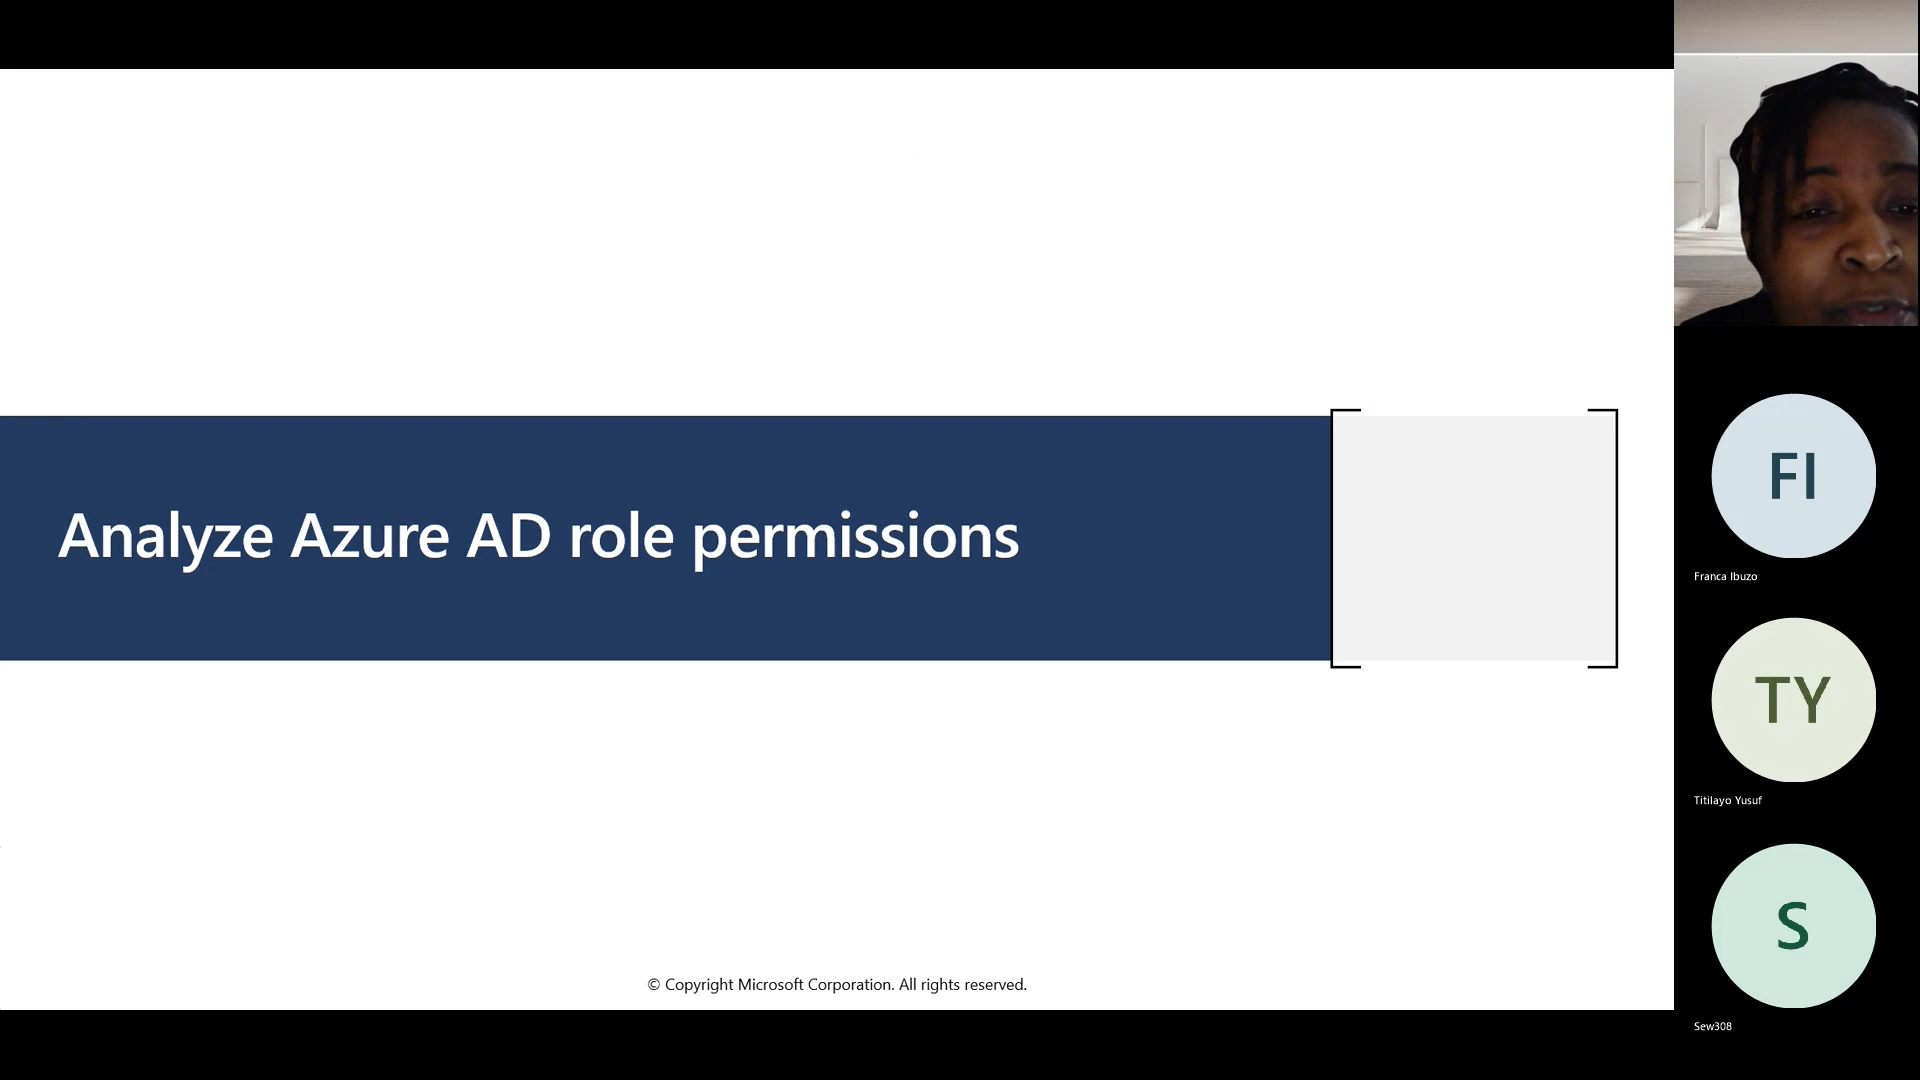 Analyze Azure AD role permissions
© Copyright Microsoft Corporation. All rights reserved.
FI
Franca Ibuzo
TY
Titilayo Yusuf
S
Sew308